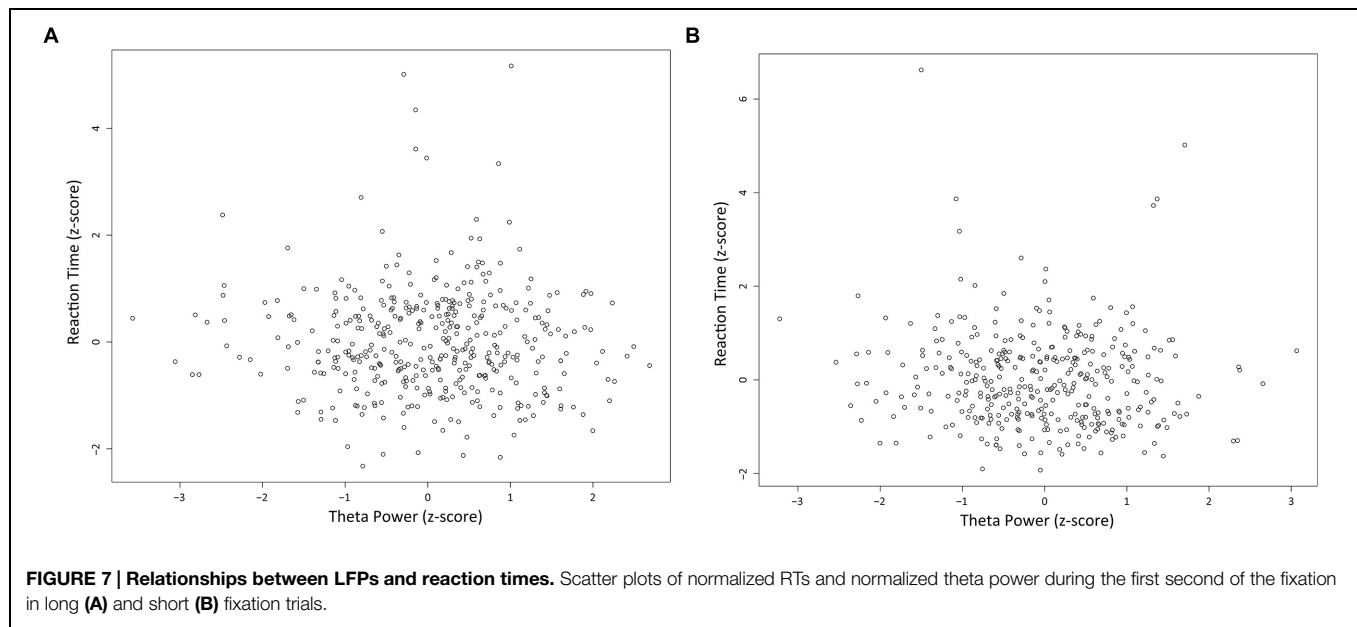 A
B
4
2
0
−2
Reaction Time (z-score)
−3
−2
−1
0
1
2
Theta Power (z-score)
6
4
2
0
−2
Reaction Time (z-score)
−3
−2
−1
0
1
2
3
Theta Power (z-score)
FIGURE 7 | Relationships between LFPs and reaction times. Scatter plots of normalized RTs and normalized theta power during the first second of the fixation
in long (A) and short (B) fixation trials.